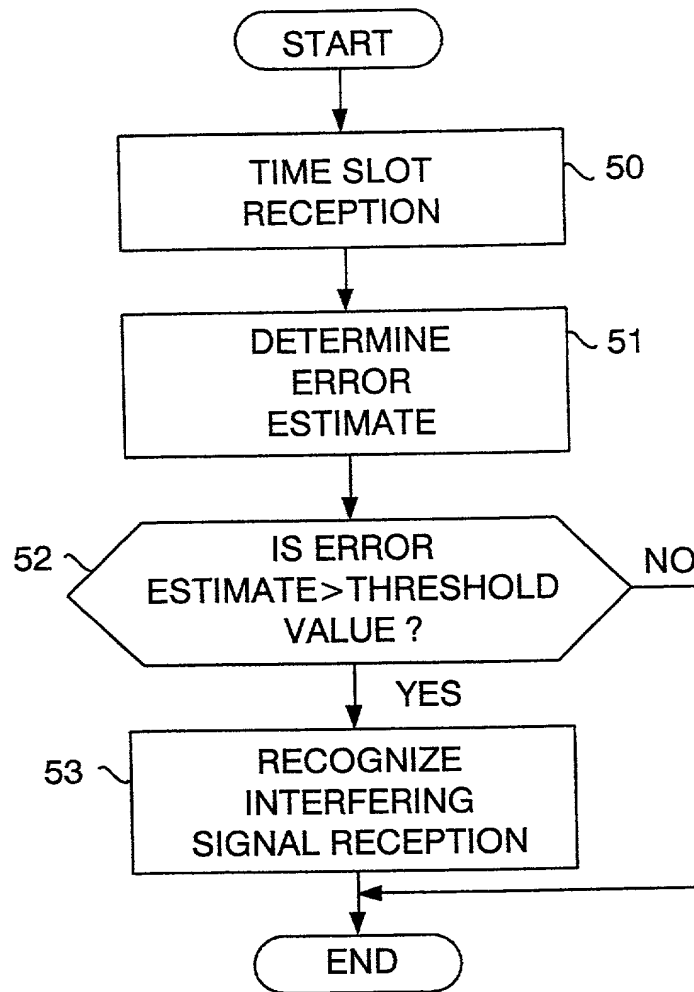 START
TIME SLOT
RECEPTION
50
DETERMINE
ERROR
ESTIMATE
51
52
IS ERROR
ESTIMATE>THRESHOLD
VALUE ?
NO
YES
53
RECOGNIZE
INTERFERING
SIGNAL RECEPTION
END